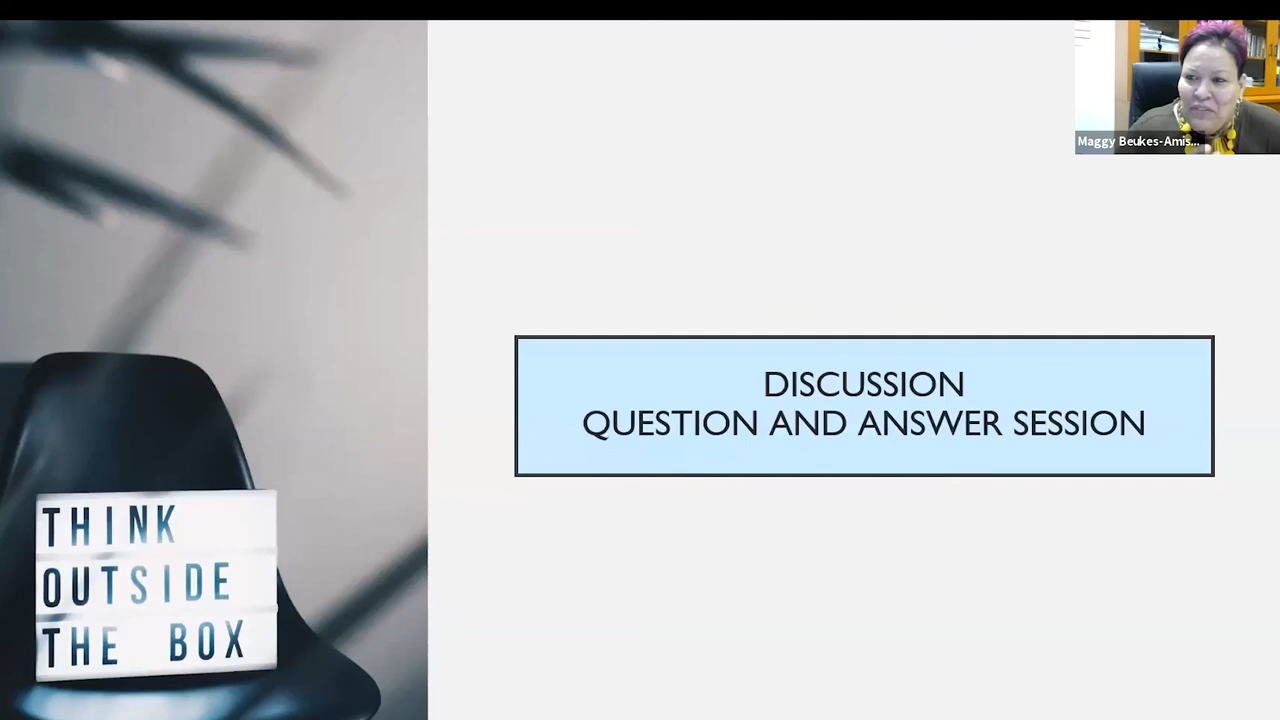 Maggy Beukes-Amis...
DISCUSSION
QUESTION AND ANSWER SESSION
THINK
OUTSIDE
THE BOX